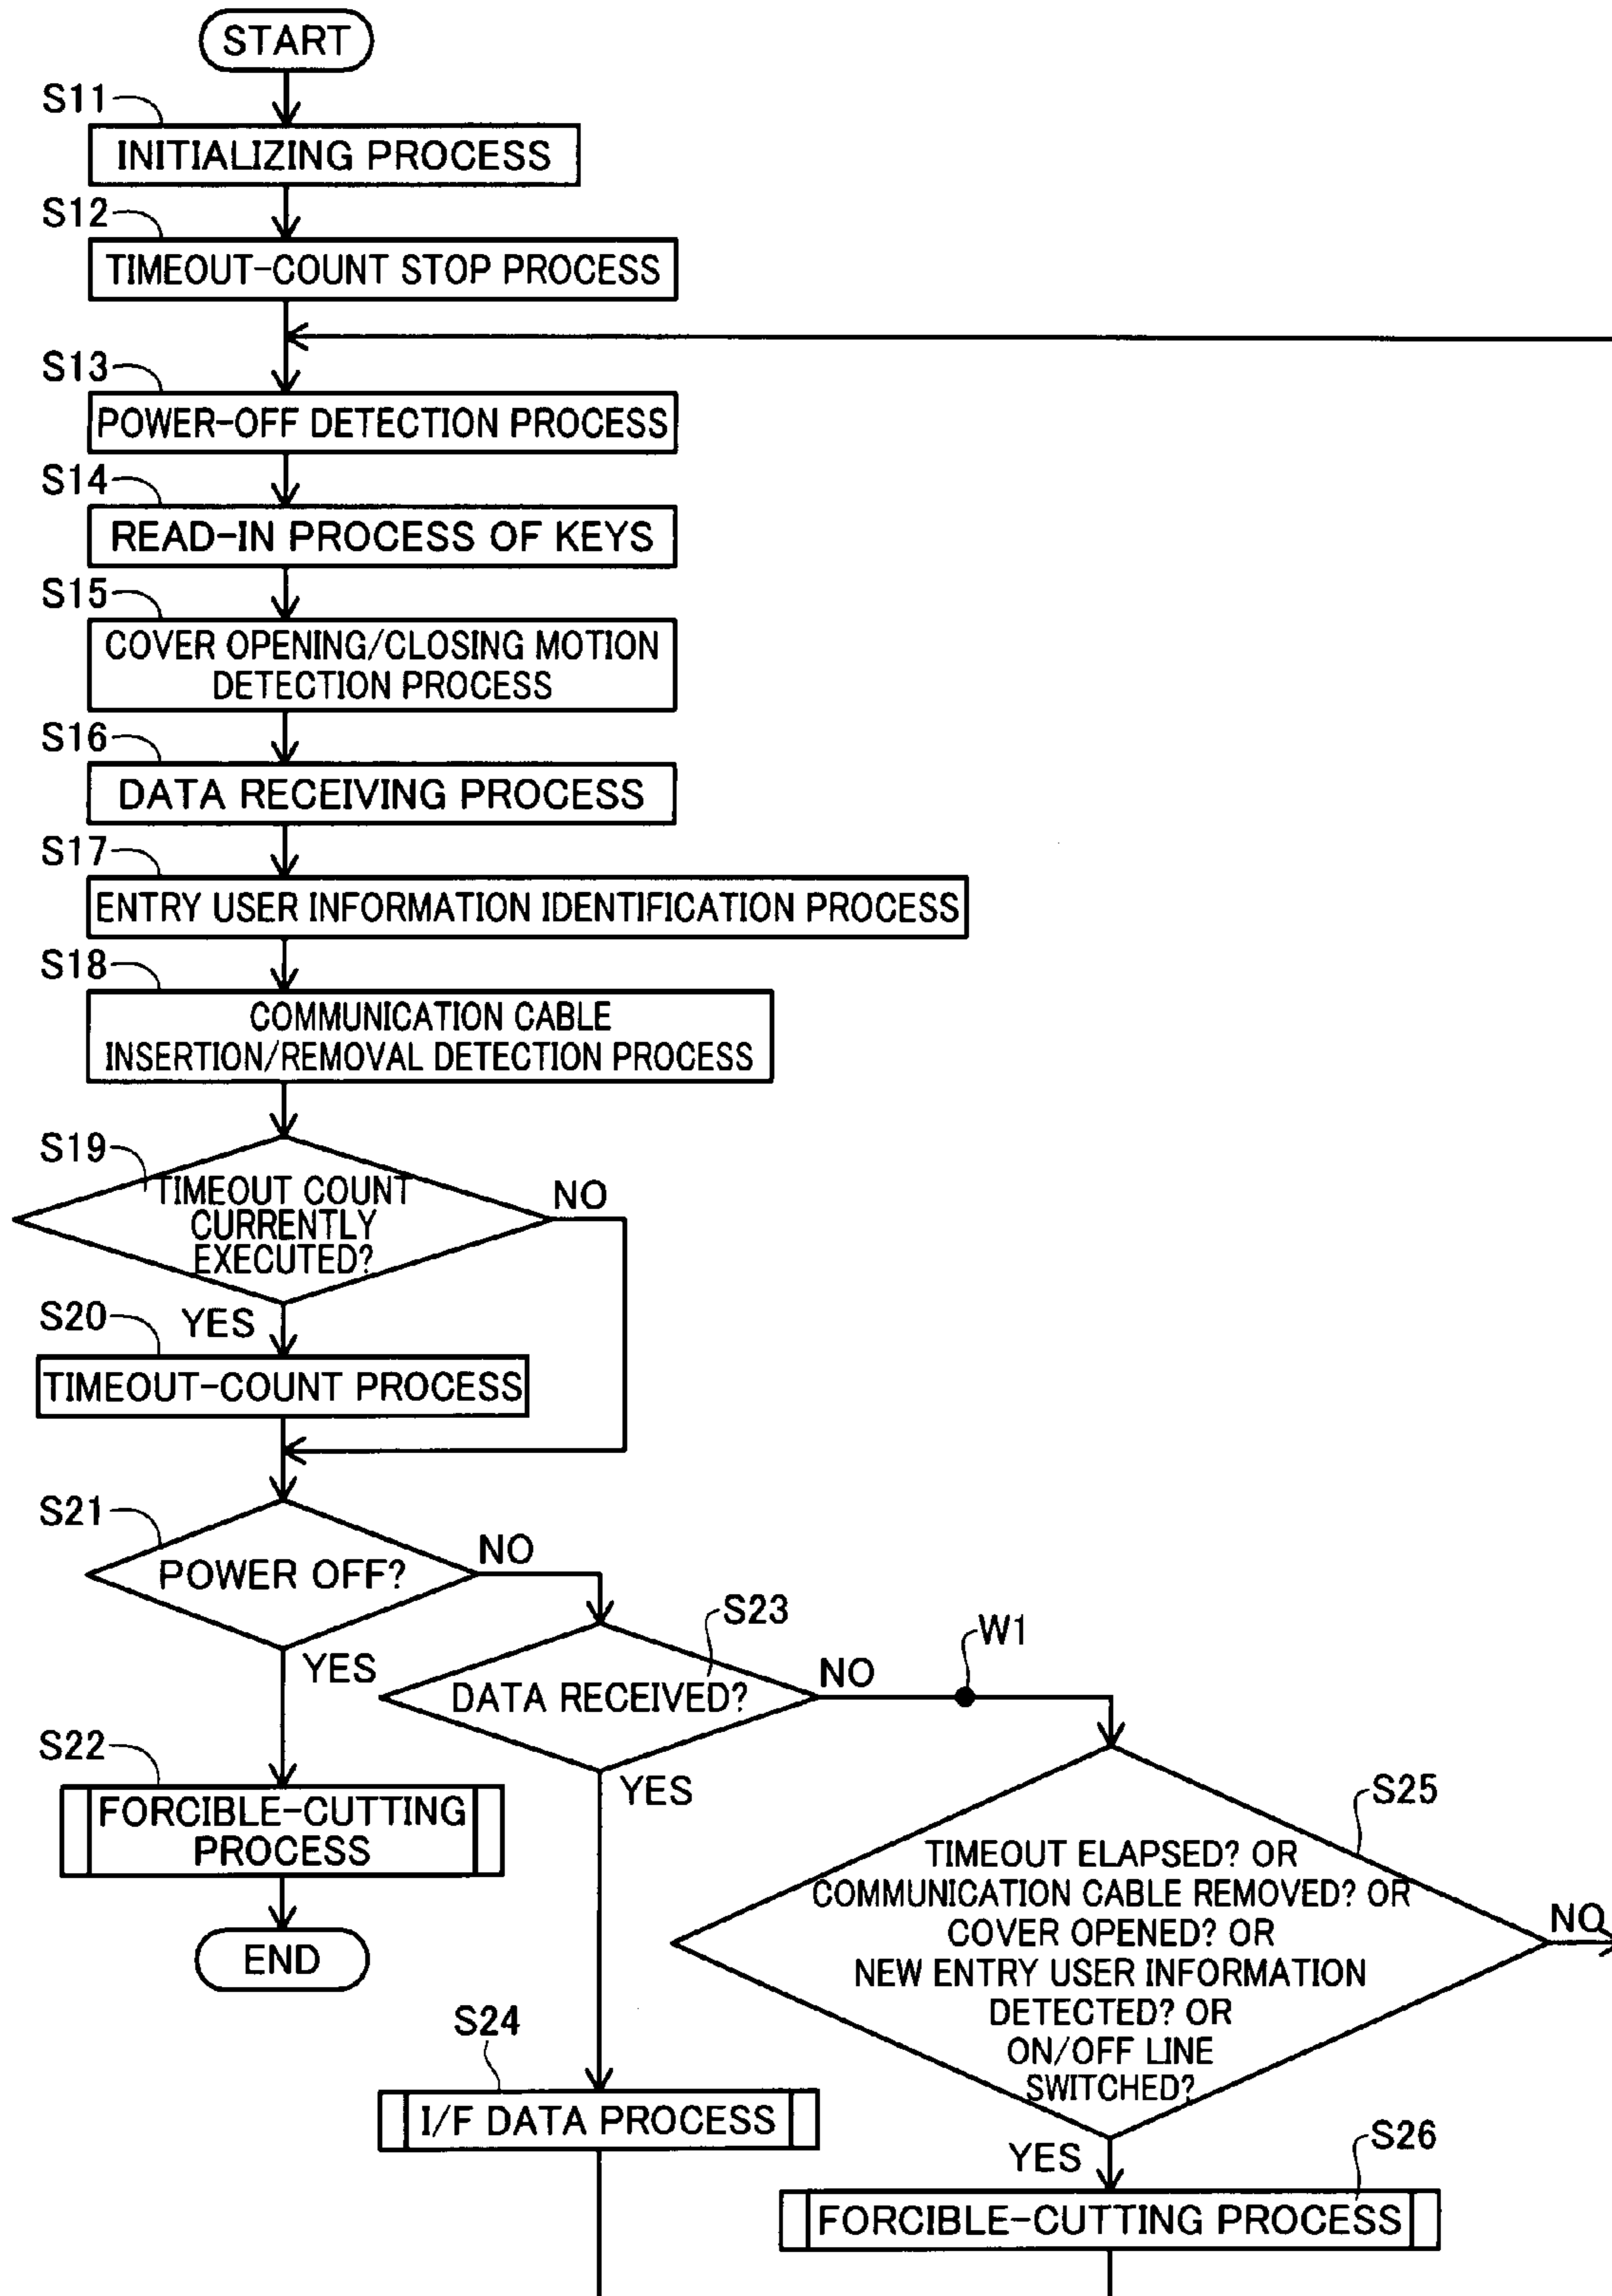 START
S11
INITIALIZING PROCESS
S12
TIMEOUT-COUNT STOP PROCESS
S13
POWER-OFF DETECTION PROCESS
S14
READ-IN PROCESS OF KEYS
S15
COVER OPENING/CLOSING MOTION
DETECTION PROCESS
S16
DATA RECEIVING PROCESS
S17
ENTRY USER INFORMATION IDENTIFICATION PROCESS
S18
COMMUNICATION CABLE
INSERTION/REMOVAL DETECTION PROCESS
S19
TIMEOUT COUNT
CURRENTLY
EXECUTED?
NO
YES
S20
TIMEOUT-COUNT PROCESS
S21
POWER OFF?
NO
YES
S22
FORCIBLE-CUTTING
PROCESS
END
S23
DATA RECEIVED?
NO
W1
YES
S24
I/F DATA PROCESS
S25
TIMEOUT ELAPSED? OR
COMMUNICATION CABLE REMOVED? OR
COVER OPENED? OR
NEW ENTRY USER INFORMATION
DETECTED? OR
ON/OFF LINE
SWITCHED?
NO
YES
S26
FORCIBLE-CUTTING PROCESS